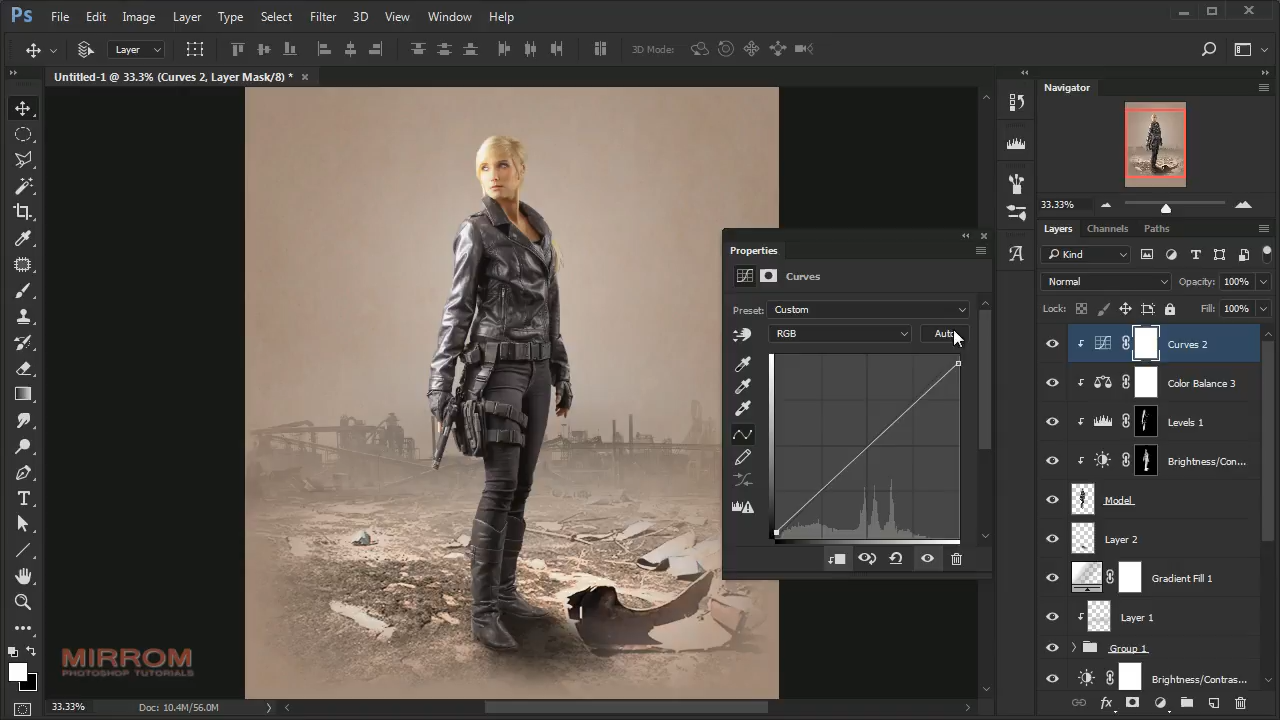 Ps File Edit Image Layer Type Select Filter 3D View Window Help
Layer 3D Mode:
Untitled-1 @ 33.3% (Curves 2, Layer Mask/8) *
Navigator
33.33%
Properties
Curves
Preset: Custom
RGB Auto
Layers Channels Paths
Kind
Normal Opacity: 100%
Lock: Fill: 100%
Curves 2
Color Balance 3
Levels 1
Brightness/Con...
Model
Layer 2
Gradient Fill 1
Layer 1
Group 1
Brightness/Contras...
MIRROM
PHOTOSHOP TUTORIALS
33.33% Doc: 10.4M/56.0M